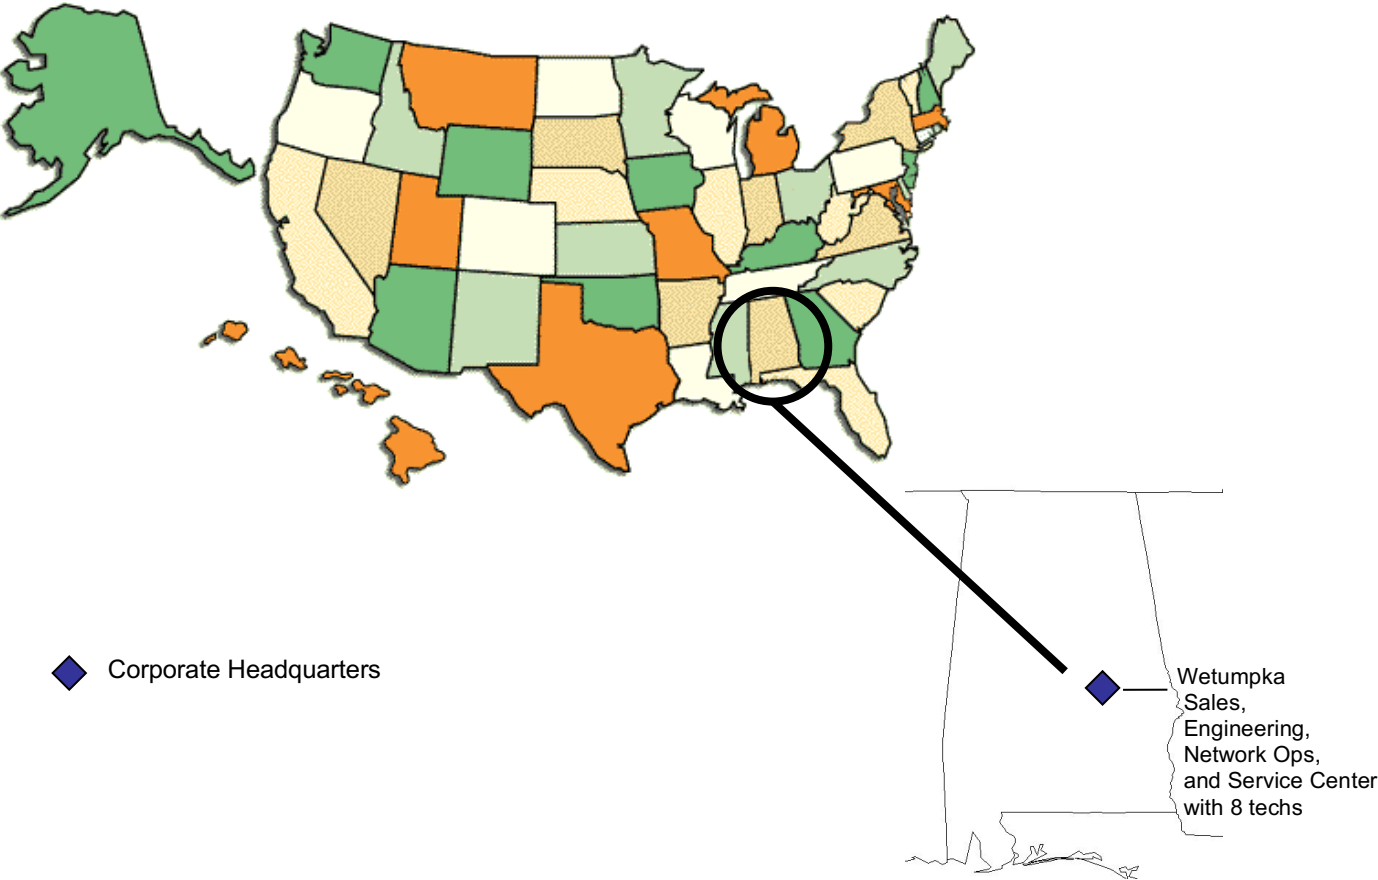 Corporate Headquarters
Wetumpka
Sales,
Engineering,
Network Ops,
and Service Center
with 8 techs